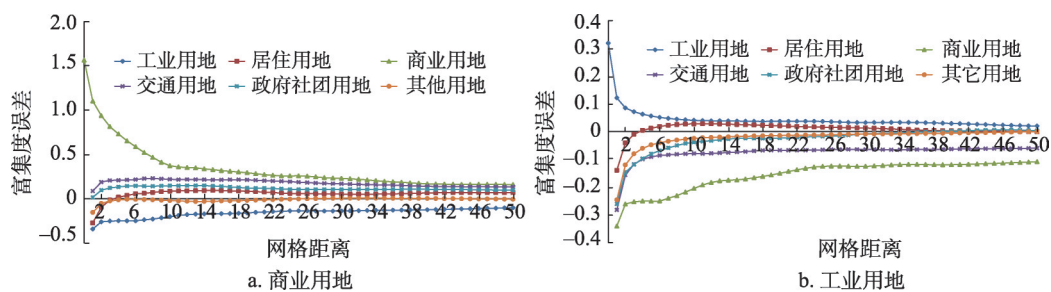 2.0
1.5
1.0
0.5
0
–0.5
富集度误差
工业用地 居住用地 商业用地
交通用地 政府社团用地 其他用地
2 6 10 14 18 22 26 30 34 38 42 46 50
网格距离
a. 商业用地
0.4
0.3
0.2
0.1
0
–0.1
–0.2
–0.3
–0.4
富集度误差
工业用地 居住用地 商业用地
交通用地 政府社团用地 其它用地
2 6 10 14 18 22 26 30 34 38 42 46 50
网格距离
b. 工业用地